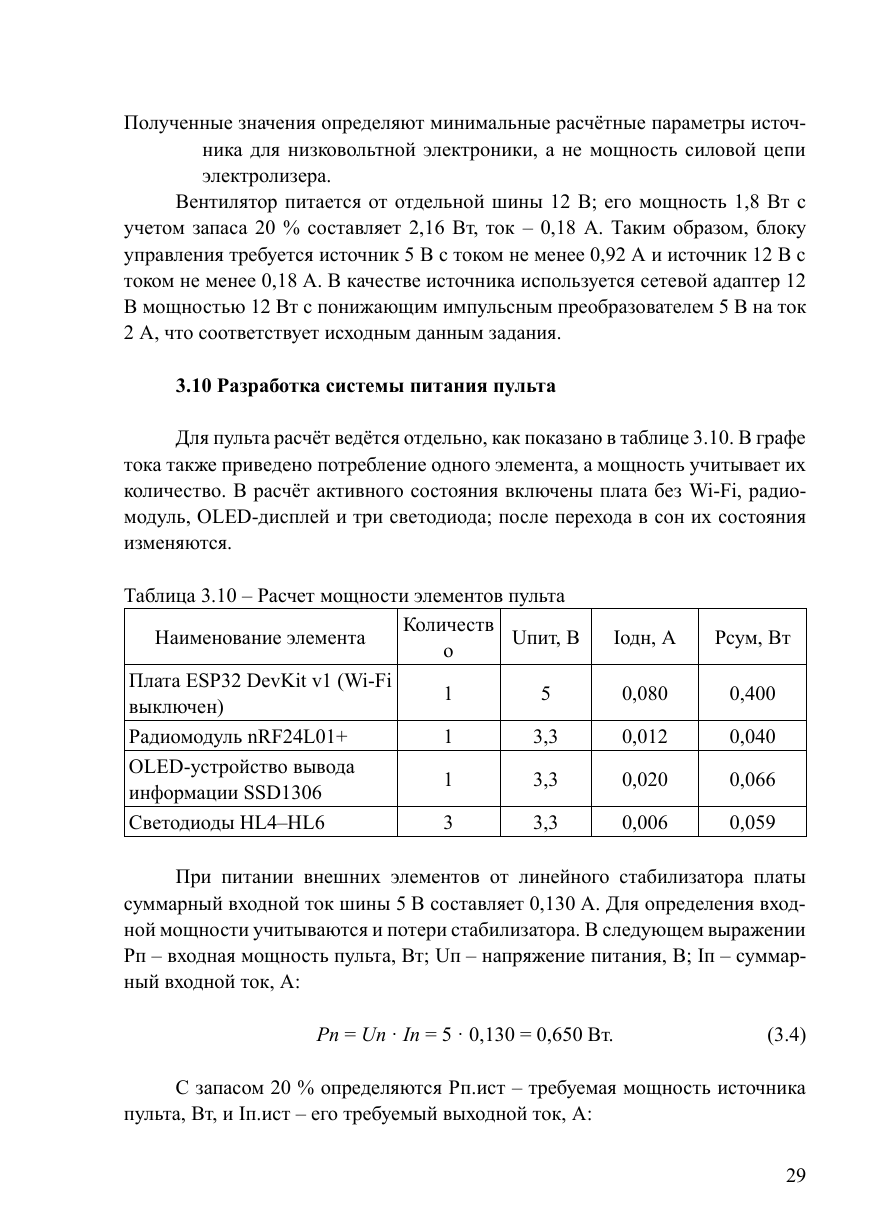 Полученные значения определяют минимальные расчётные параметры источ-
ника для низковольтной электроники, а не мощность силовой цепи
электролизера.
Вентилятор питается от отдельной шины 12 В; его мощность 1,8 Вт с
учетом запаса 20 % составляет 2,16 Вт, ток – 0,18 А. Таким образом, блоку
управления требуется источник 5 В с током не менее 0,92 А и источник 12 В с
током не менее 0,18 А. В качестве источника используется сетевой адаптер 12
В мощностью 12 Вт с понижающим импульсным преобразователем 5 В на ток
2 А, что соответствует исходным данным задания.
3.10 Разработка системы питания пульта
Для пульта расчёт ведётся отдельно, как показано в таблице 3.10. В графе
тока также приведено потребление одного элемента, а мощность учитывает их
количество. В расчёт активного состояния включены плата без Wi-Fi, радио-
модуль, OLED-дисплей и три светодиода; после перехода в сон их состояния
изменяются.
Таблица 3.10 – Расчет мощности элементов пульта
Наименование элемента Количеств
о Uпит, В Iодн, А Pсум, Вт
Плата ESP32 DevKit v1 (Wi-Fi
выключен) 1 5 0,080 0,400
Радиомодуль nRF24L01+ 1 3,3 0,012 0,040
OLED-устройство вывода
информации SSD1306 1 3,3 0,020 0,066
Светодиоды HL4–HL6 3 3,3 0,006 0,059
При питании внешних элементов от линейного стабилизатора платы
суммарный входной ток шины 5 В составляет 0,130 А. Для определения вход-
ной мощности учитываются и потери стабилизатора. В следующем выражении
Pп – входная мощность пульта, Вт; Uп – напряжение питания, В; Iп – суммар-
ный входной ток, А:
Pп = Uп · Iп = 5 · 0,130 = 0,650 Вт. (3.4)
С запасом 20 % определяются Pп.ист – требуемая мощность источника
пульта, Вт, и Iп.ист – его требуемый выходной ток, А:
29